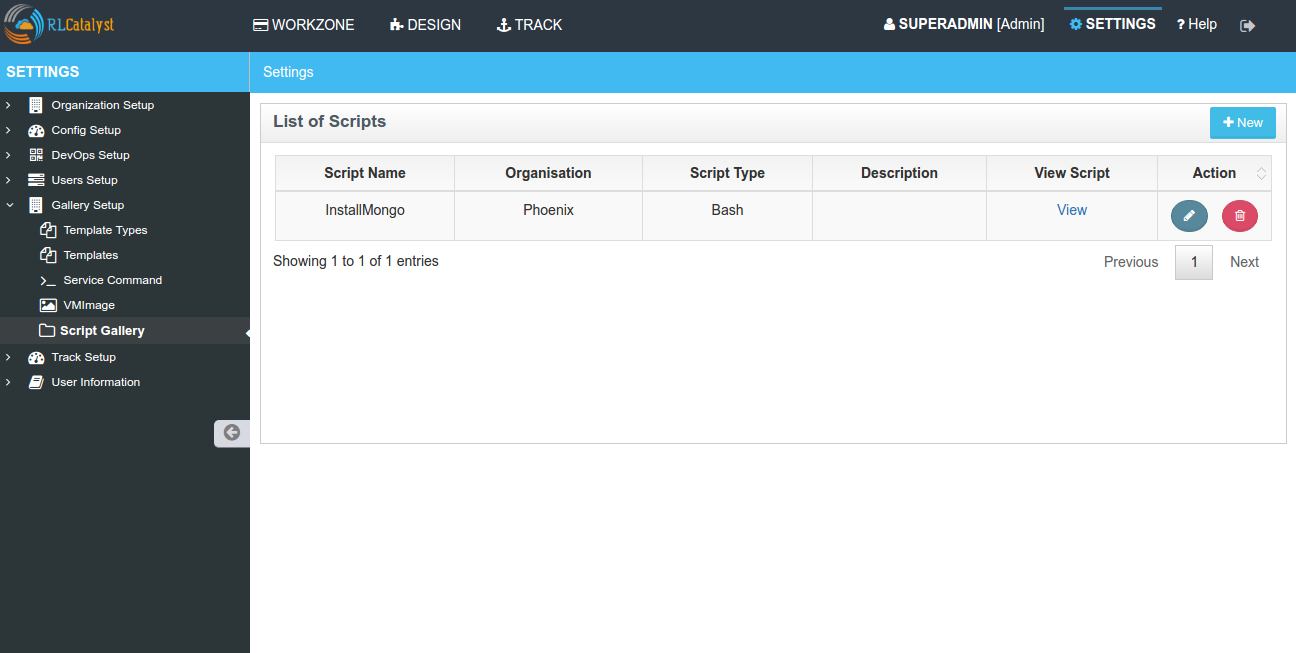 RLCatalyst
WORKZONE
DESIGN
TRACK
SUPERADMIN [Admin]
SETTINGS
? Help
SETTINGS
Settings
Organization Setup
Config Setup
DevOps Setup
Users Setup
Gallery Setup
Template Types
Templates
Service Command
VMImage
Script Gallery
Track Setup
User Information
List of Scripts
New
Script Name Organisation Script Type Description View Script Action
InstallMongo Phoenix Bash View
Showing 1 to 1 of 1 entries
Previous 1 Next